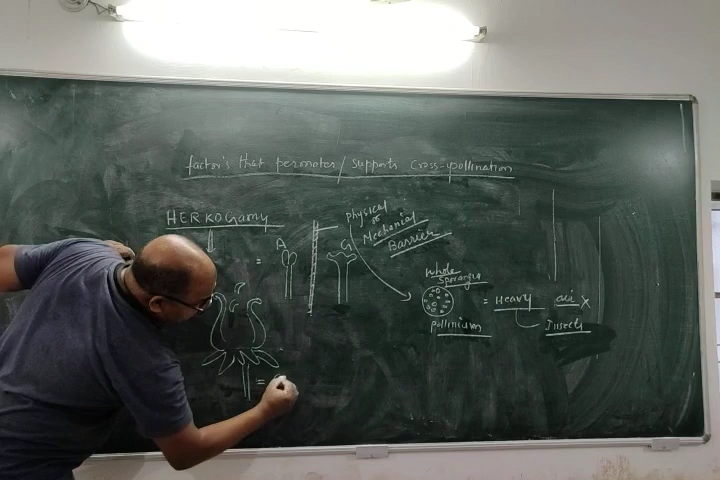 factor's that permotes/ supports cross-pollination
HERKOGAMY
physical
or
Mechanical
Barrier
= A G
whole
sporangia
= Heavy air x
pollinium Insects
=